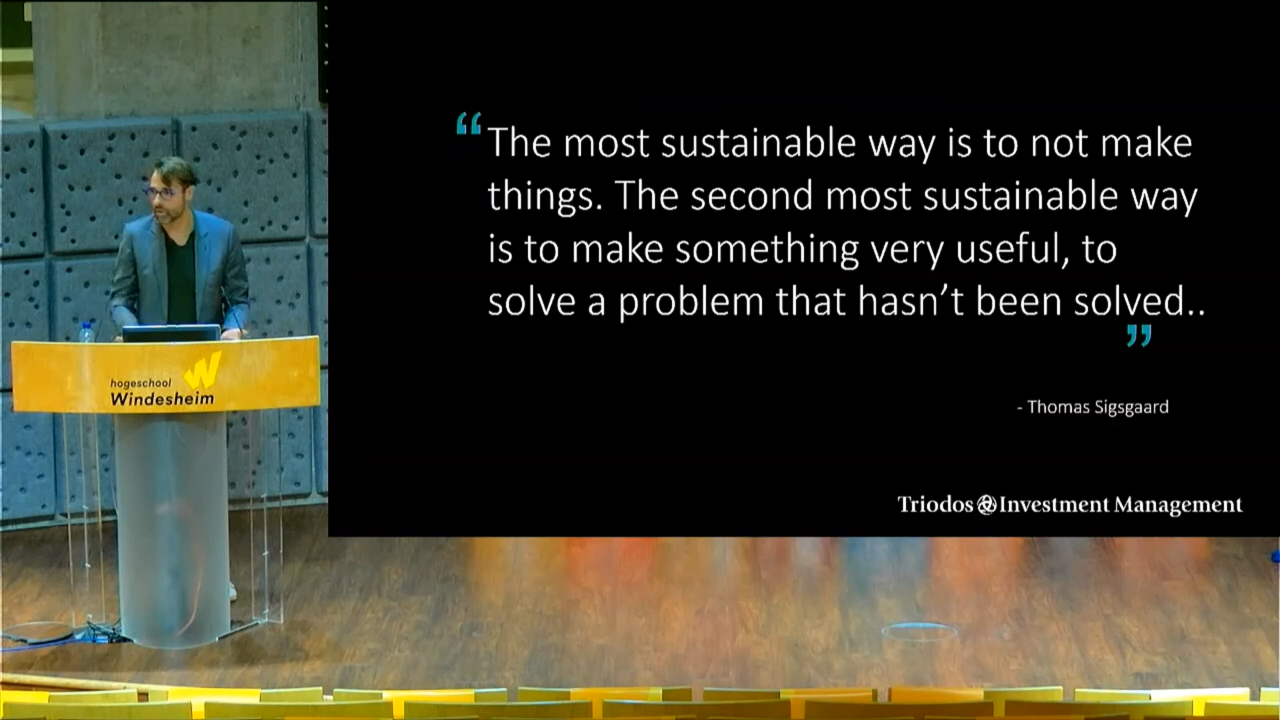 “The most sustainable way is to not make
things. The second most sustainable way
is to make something very useful, to
solve a problem that hasn’t been solved..
”
- Thomas Sigsgaard
Triodos Investment Management
hogeschool
Windesheim